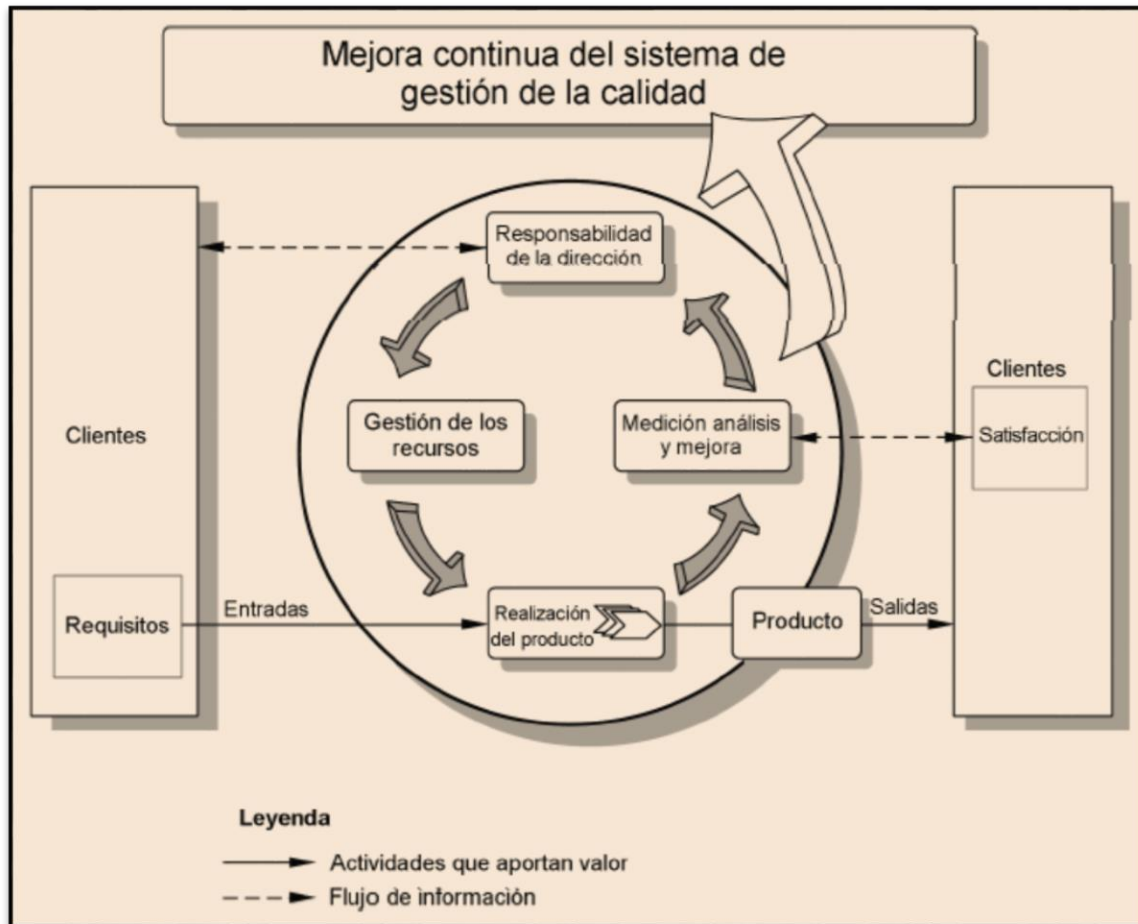 Mejora continua del sistema de
gestión de la calidad
Responsabilidad
de la dirección
Clientes
Gestión de los
recursos
Medición análisis
y mejora
Clientes
Satisfacción
Requisitos
Entradas
Realización
del producto
Producto
Salidas
Leyenda
Actividades que aportan valor
Flujo de información